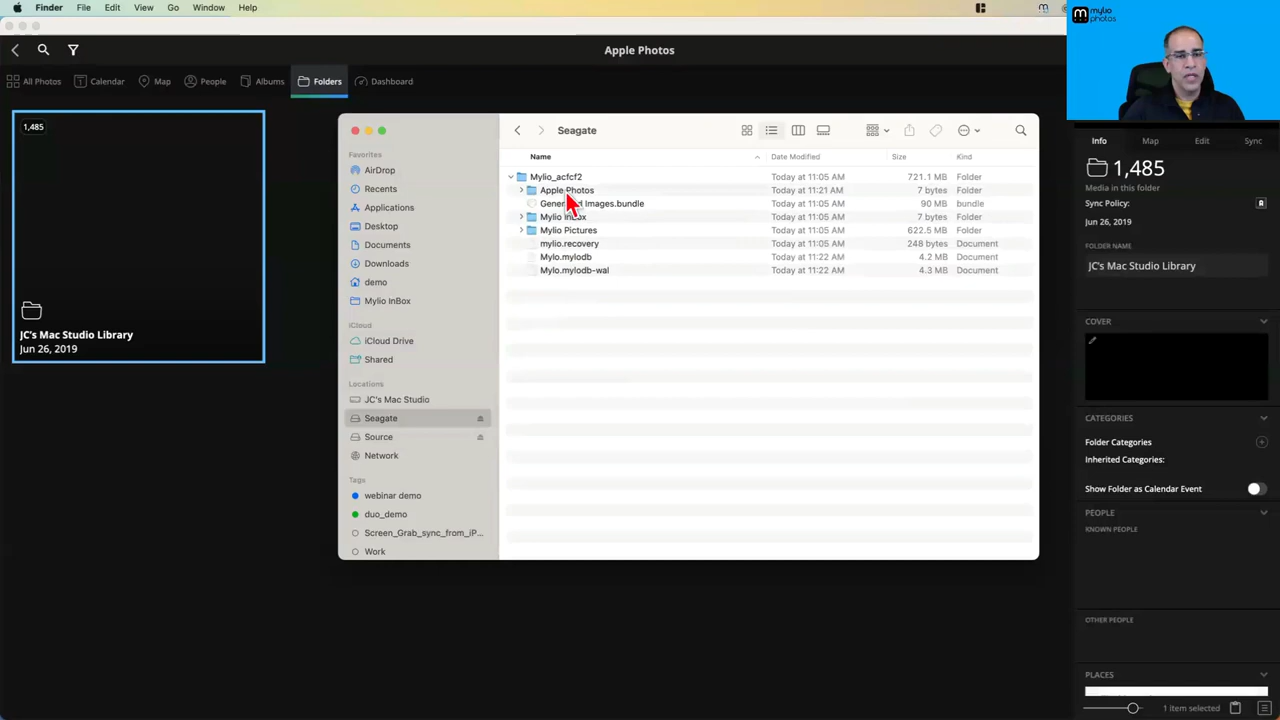 Finder File Edit View Go Window Help
mylio photos
Apple Photos
All Photos Calendar Map People Albums Folders Dashboard
1,485
JC's Mac Studio Library
Jun 26, 2019
Seagate
Favorites
AirDrop
Recents
Applications
Desktop
Documents
Downloads
demo
Mylio InBox
iCloud
iCloud Drive
Shared
Locations
JC's Mac Studio
Seagate
Source
Network
Tags
webinar demo
duo_demo
Screen_Grab_sync_from_iP...
Work
Name Date Modified Size Kind
Mylio_acfcf2 Today at 11:05 AM 721.1 MB Folder
Apple Photos Today at 11:21 AM 7 bytes Folder
Images.bundle Today at 11:05 AM 90 MB bundle
Mylio InBox Today at 11:05 AM 7 bytes Folder
Mylio Pictures Today at 11:05 AM 622.5 MB Folder
mylio.recovery Today at 11:05 AM 248 bytes Document
Mylo.mylodb Today at 11:22 AM 4.2 MB Document
Mylo.mylodb-wal Today at 11:22 AM 4.3 MB Document
Info Map Edit Sync
1,485
Media in this folder
Sync Policy:
R
Jun 26, 2019
FOLDER NAME
JC's Mac Studio Library
COVER
CATEGORIES
Folder Categories
Inherited Categories:
Show Folder as Calendar Event
PEOPLE
KNOWN PEOPLE
OTHER PEOPLE
PLACES
1 item selected